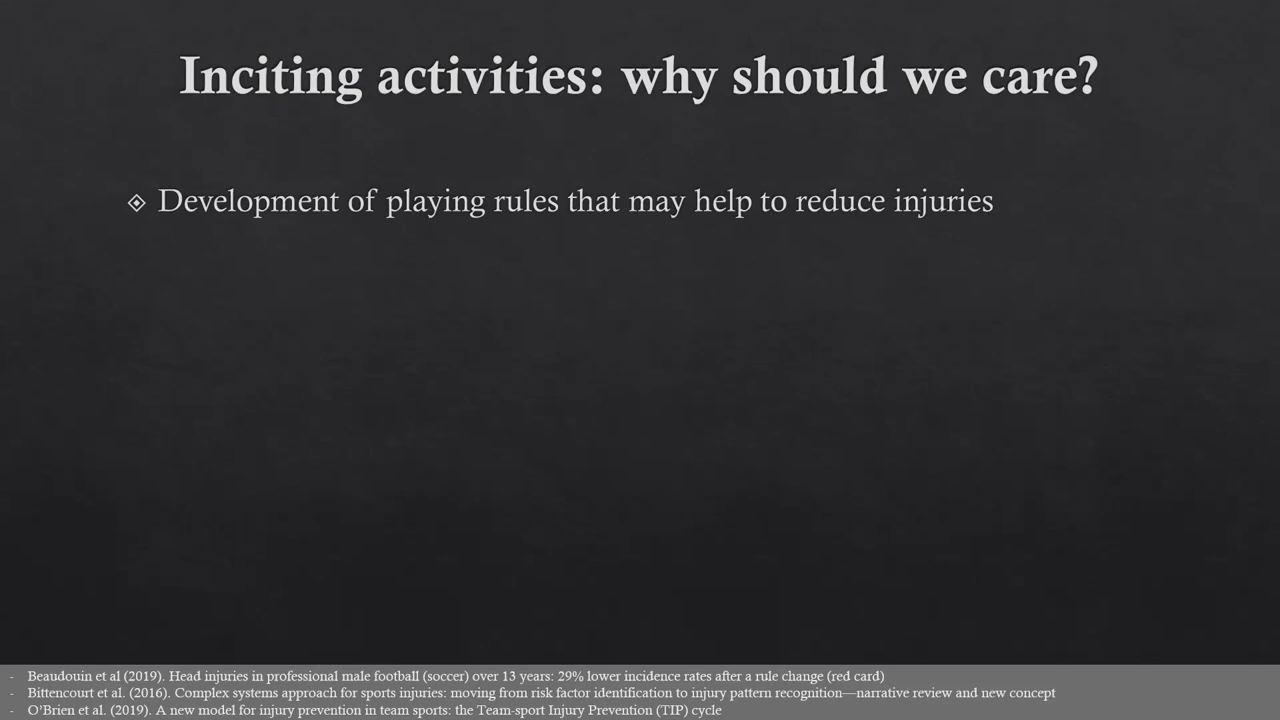 Inciting activities: why should we care?
Development of playing rules that may help to reduce injuries
- Beaudouin et al (2019). Head injuries in professional male football (soccer) over 13 years: 29% lower incidence rates after a rule change (red card)
- Bittencourt et al. (2016). Complex systems approach for sports injuries: moving from risk factor identification to injury pattern recognition—narrative review and new concept
- O’Brien et al. (2019). A new model for injury prevention in team sports: the Team-sport Injury Prevention (TIP) cycle